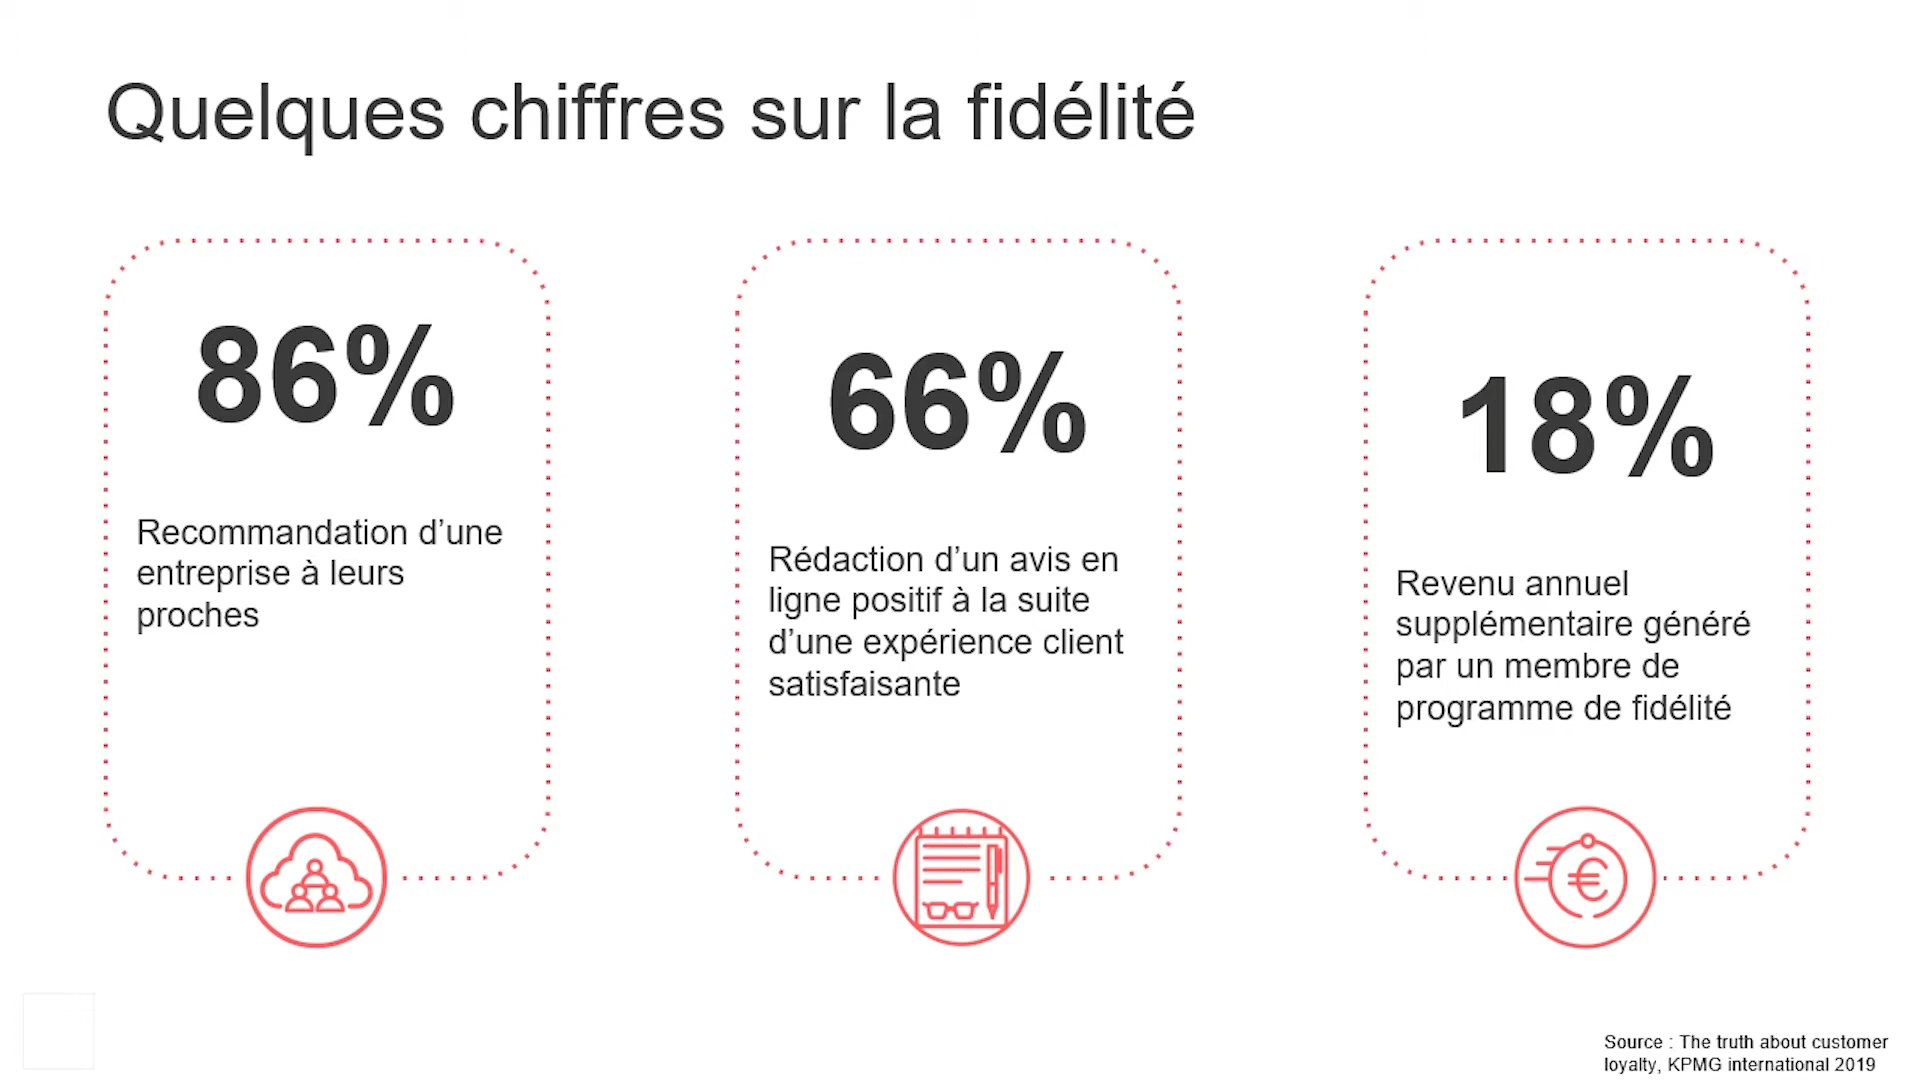 Quelques chiffres sur la fidélité
86%
Recommandation d’une
entreprise à leurs
proches
66%
Rédaction d’un avis en
ligne positif à la suite
d’une expérience client
satisfaisante
18%
Revenu annuel
supplémentaire généré
par un membre de
programme de fidélité
€
Source : The truth about customer
loyalty, KPMG international 2019